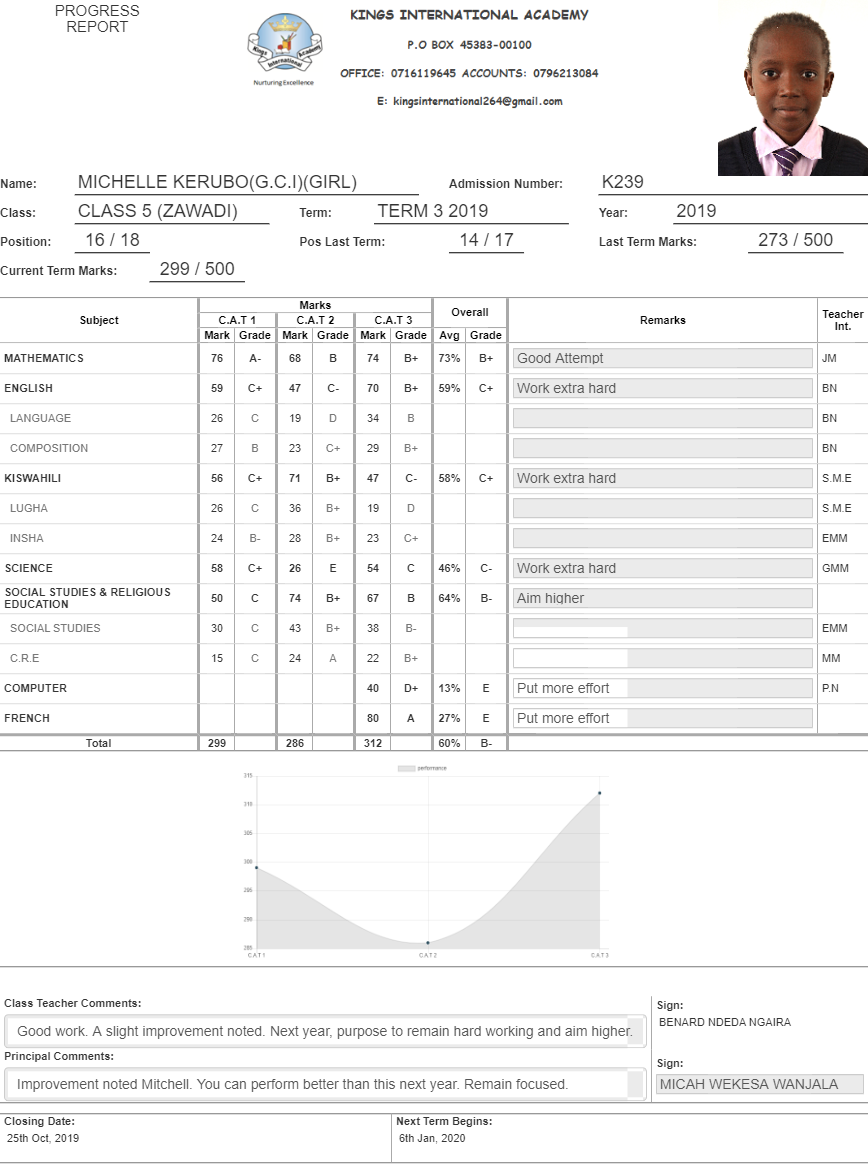 PROGRESS
REPORT
KINGS INTERNATIONAL ACADEMY
P.O BOX 45383-00100
OFFICE: 0716119645 ACCOUNTS: 0796213084
E: kingsinternational264@gmail.com
Kings Academy
International
Nurturing Excellence
Name: MICHELLE KERUBO(G.C.I)(GIRL) Admission Number: K239
Class: CLASS 5 (ZAWADI) Term: TERM 3 2019 Year: 2019
Position: 16 / 18 Pos Last Term: 14 / 17 Last Term Marks: 273 / 500
Current Term Marks: 299 / 500
Subject Marks Overall Remarks Teacher Int.
C.A.T 1 C.A.T 2 C.A.T 3
Mark Grade Mark Grade Mark Grade Avg Grade
MATHEMATICS 76 A- 68 B 74 B+ 73% B+ Good Attempt JM
ENGLISH 59 C+ 47 C- 70 B+ 59% C+ Work extra hard BN
LANGUAGE 26 C 19 D 34 B BN
COMPOSITION 27 B 23 C+ 29 B+ BN
KISWAHILI 56 C+ 71 B+ 47 C- 58% C+ Work extra hard S.M.E
LUGHA 26 C 36 B+ 19 D S.M.E
INSHA 24 B- 28 B+ 23 C+ EMM
SCIENCE 58 C+ 26 E 54 C 46% C- Work extra hard GMM
SOCIAL STUDIES & RELIGIOUS
EDUCATION 50 C 74 B+ 67 B 64% B- Aim higher
SOCIAL STUDIES 30 C 43 B+ 38 B- EMM
C.R.E 15 C 24 A 22 B+ MM
COMPUTER 40 D+ 13% E Put more effort P.N
FRENCH 80 A 27% E Put more effort
Total 299 286 312 60% B-
performance
315
310
305
300
295
290
285
CAT1 CAT2 CAT3
Class Teacher Comments:
Good work. A slight improvement noted. Next year, purpose to remain hard working and aim higher.
Sign:
BENARD NDEDA NGAIRA
Principal Comments:
Improvement noted Mitchell. You can perform better than this next year. Remain focused.
Sign:
MICAH WEKESA WANJALA
Closing Date: Next Term Begins:
25th Oct, 2019 6th Jan, 2020